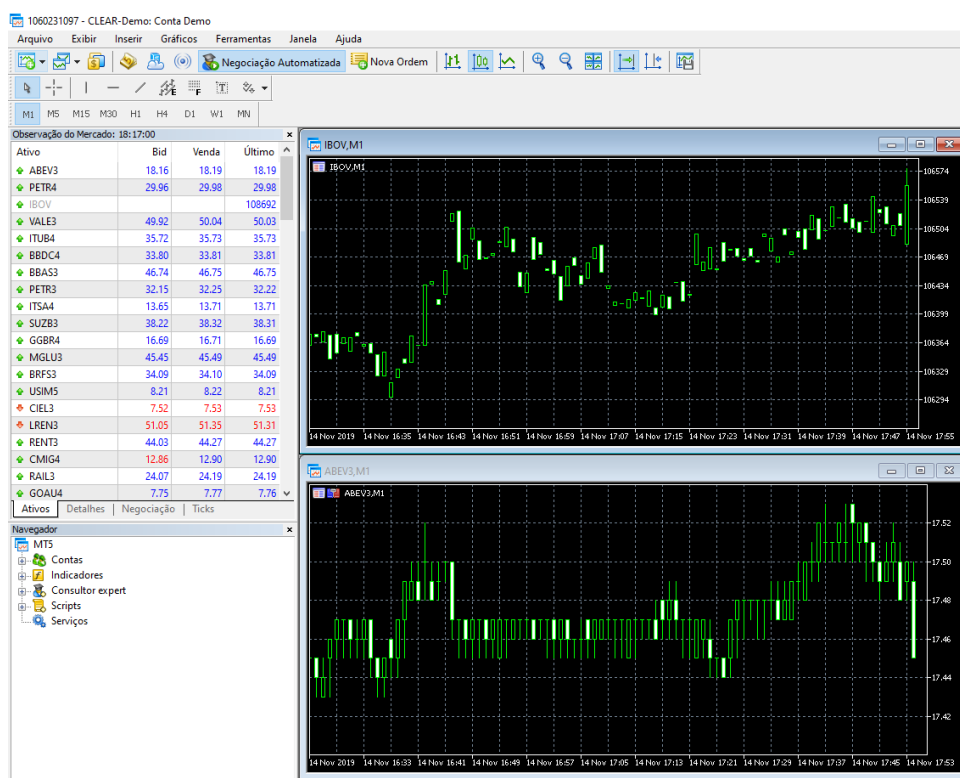 1060231097 - CLEAR-Demo: Conta Demo
Arquivo Exibir Inserir Gráficos Ferramentas Janela Ajuda
Negociação Automatizada Nova Ordem
M1 M5 M15 M30 H1 H4 D1 W1 MN
Observação do Mercado: 18:17:00
Ativo Bid Venda Último
ABEV3 18.16 18.19 18.19
PETR4 29.96 29.98 29.98
IBOV 108692
VALE3 49.92 50.04 50.03
ITUB4 35.72 35.73 35.73
BBDC4 33.80 33.81 33.81
BBAS3 46.74 46.75 46.75
PETR3 32.15 32.25 32.22
ITSA4 13.65 13.71 13.71
SUZB3 38.22 38.32 38.31
GGBR4 16.69 16.71 16.69
MGLU3 45.45 45.49 45.49
BRFS3 34.09 34.10 34.09
USIM5 8.21 8.22 8.21
CIEL3 7.52 7.53 7.53
LREN3 51.05 51.35 51.31
RENT3 44.03 44.27 44.27
CMIG4 12.86 12.90 12.90
RAIL3 24.07 24.19 24.19
GOAU4 7.75 7.77 7.76
Ativos Detalhes Negociação Ticks
Navegador
MT5
Contas
Indicadores
Consultor expert
Scripts
Serviços
IBOV,M1
IBOV,M1
106574
106539
106504
106469
106434
106399
106364
106329
106294
14 Nov 2019 14 Nov 16:35 14 Nov 16:43 14 Nov 16:51 14 Nov 16:59 14 Nov 17:07 14 Nov 17:15 14 Nov 17:23 14 Nov 17:31 14 Nov 17:39 14 Nov 17:47 14 Nov 17:55
ABEV3,M1
ABEV3,M1
17.52
17.50
17.48
17.46
17.44
17.42
14 Nov 2019 14 Nov 16:33 14 Nov 16:41 14 Nov 16:49 14 Nov 16:57 14 Nov 17:05 14 Nov 17:13 14 Nov 17:21 14 Nov 17:29 14 Nov 17:37 14 Nov 17:45 14 Nov 17:53